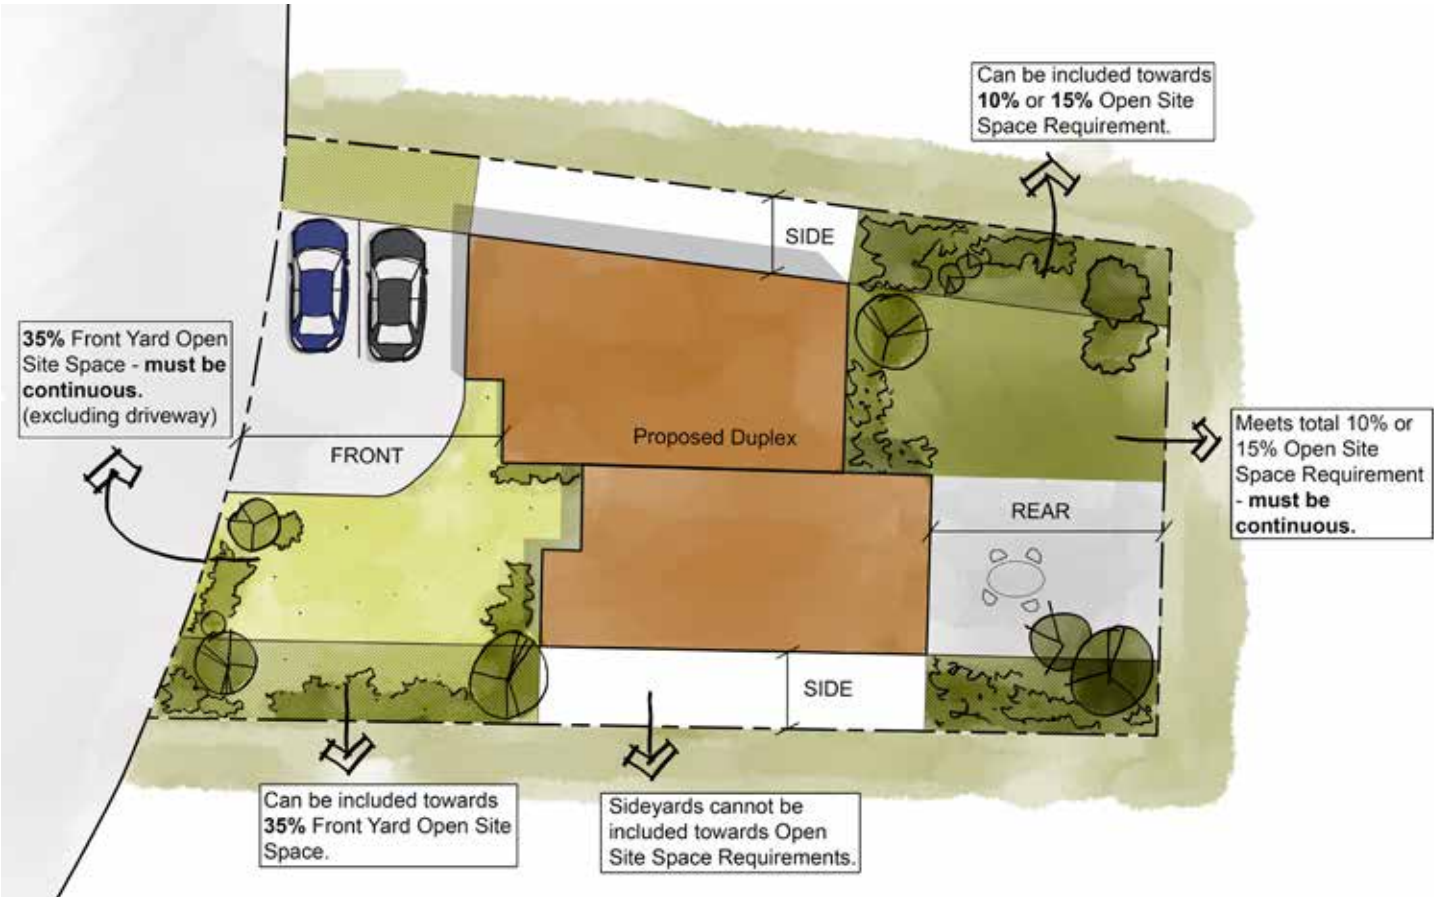 Can be included towards
10% or 15% Open Site
Space Requirement.
SIDE
35% Front Yard Open
Site Space - must be
continuous.
(excluding driveway)
FRONT
Proposed Duplex
Meets total 10% or
15% Open Site
Space Requirement
- must be
continuous.
REAR
SIDE
Can be included towards
35% Front Yard Open Site
Space.
Sideyards cannot be
included towards Open
Site Space Requirements.